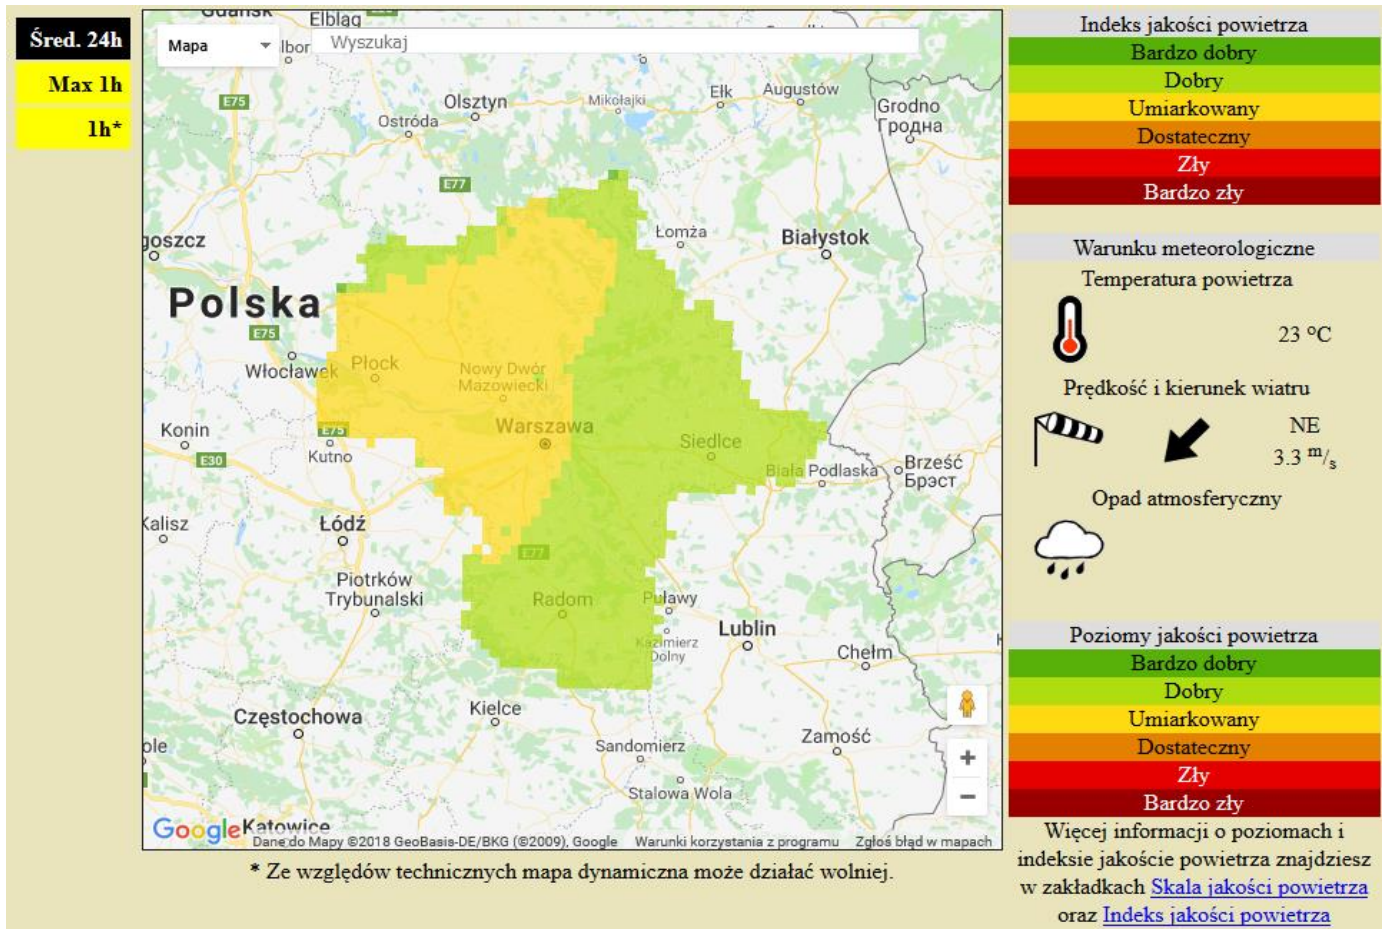 Śred. 24h
Max 1h
1h*
Mapa
Wyszukaj
Gdańsk
Elbląg
E75
Olsztyn
Mikołajki
Ełk
Augustów
Ostróda
Grodno
Гродна
E77
Łomża
Białystok
Polska
E75
Włocławek
Płock
Nowy Dwór
Mazowiecki
Konin
E75
Warszawa
Siedlce
E30
Kutno
Biała Podlaska
Brześć
Брэст
Kalisz
Łódź
E77
Piotrków
Trybunalski
Radom
Puławy
Kazimierz
Dolny
Lublin
Chełm
Częstochowa
Kielce
Sandomierz
Zamość
Stalowa Wola
Google
Katowice
Dane do Mapy ©2018 GeoBasis-DE/BKG (©2009), Google
Warunki korzystania z programu
Zgłoś błąd w mapach
+
−
* Ze względów technicznych mapa dynamiczna może działać wolniej.
Indeks jakości powietrza
Bardzo dobry
Dobry
Umiarkowany
Dostateczny
Zły
Bardzo zły
Warunku meteorologiczne
Temperatura powietrza
23 °C
Prędkość i kierunek wiatru
NE
3.3 m/s
Opad atmosferyczny
Poziomy jakości powietrza
Bardzo dobry
Dobry
Umiarkowany
Dostateczny
Zły
Bardzo zły
Więcej informacji o poziomach i
indeksie jakoście powietrza znajdziesz
w zakładkach Skala jakości powietrza
oraz Indeks jakości powietrza